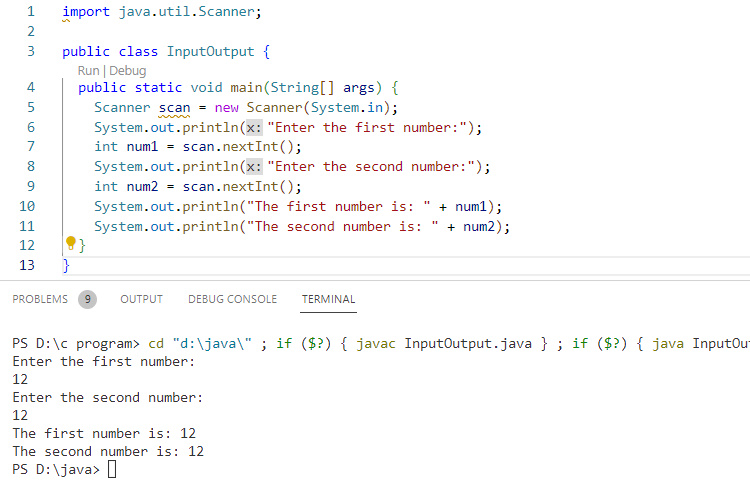 1 import java.util.Scanner;
2
3 public class InputOutput {
Run | Debug
4 public static void main(String[] args) {
5 Scanner scan = new Scanner(System.in);
6 System.out.println(x: "Enter the first number:");
7 int num1 = scan.nextInt();
8 System.out.println(x: "Enter the second number:");
9 int num2 = scan.nextInt();
10 System.out.println("The first number is: " + num1);
11 System.out.println("The second number is: " + num2);
12 }
13 }
PROBLEMS 9 OUTPUT DEBUG CONSOLE TERMINAL
PS D:\c program> cd "d:\java\" ; if ($?) { javac InputOutput.java } ; if ($?) { java InputOu
Enter the first number:
12
Enter the second number:
12
The first number is: 12
The second number is: 12
PS D:\java>